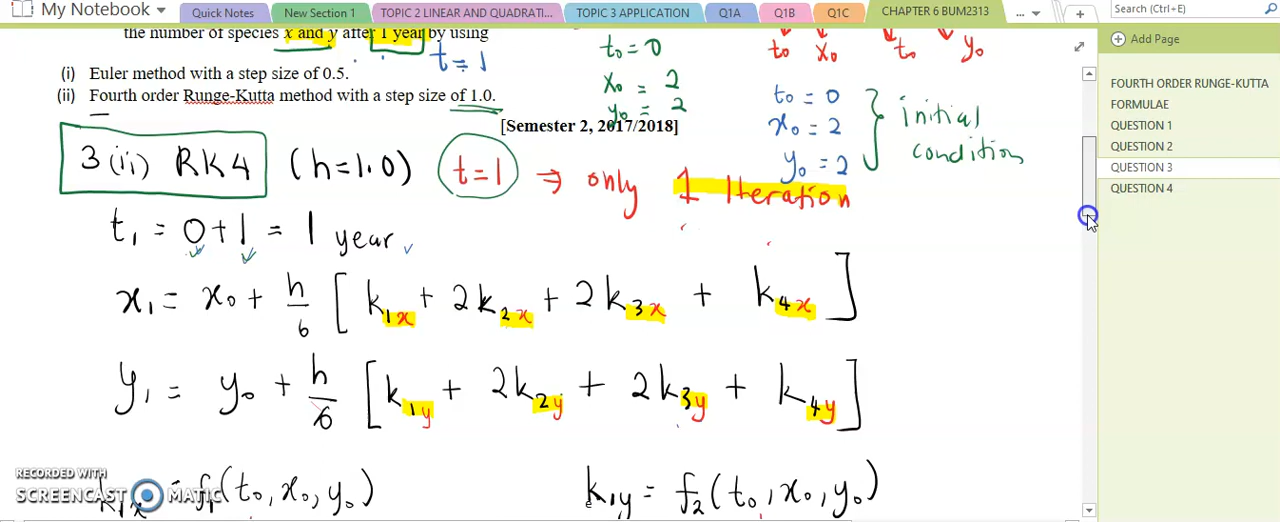 My Notebook
Quick Notes
New Section 1
TOPIC 2 LINEAR AND QUADRATI...
TOPIC 3 APPLICATION
Q1A
Q1B
Q1C
CHAPTER 6 BUM2313
...
Search (Ctrl+E)
Add Page
FOURTH ORDER RUNGE-KUTTA
FORMULAE
QUESTION 1
QUESTION 2
QUESTION 3
QUESTION 4
the number of species x and y after 1 year by using
t = 1
(i) Euler method with a step size of 0.5.
(ii) Fourth order Runge-Kutta method with a step size of 1.0.
[Semester 2, 2017/2018]
t₀ = 0
x₀ = 2
y₀ = 2
t₀ x₀ t₀ y₀
t₀ = 0
x₀ = 2
y₀ = 2
initial
condition
3 (ii) RK4 (h=1.0) t=1 ⇒ only 1 Iteration
t₁ = 0+1 = 1 year
x₁ = x₀ + h/6 [k₁ₓ + 2k₂ₓ + 2k₃ₓ + k₄ₓ]
y₁ = y₀ + h/6 [k₁y + 2k₂y + 2k₃y + k₄y]
k₁ₓ = f₁(t₀, x₀, y₀) k₁y = f₂(t₀, x₀, y₀)
RECORDED WITH
SCREENCAST MATIC